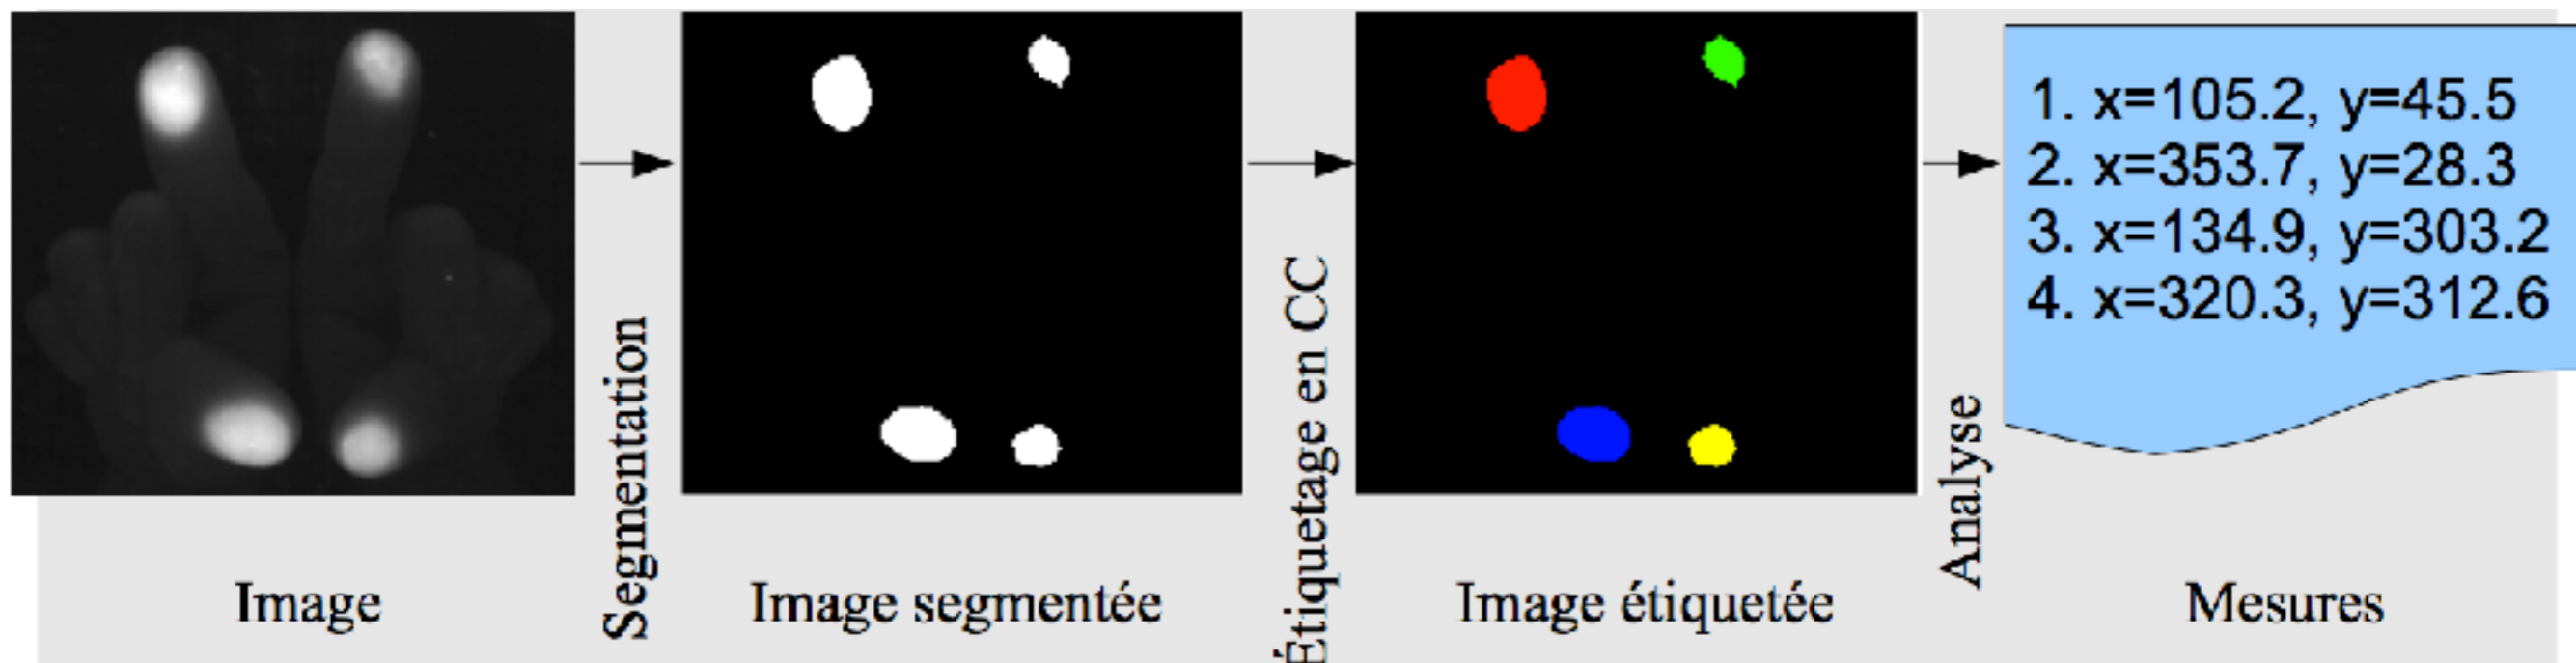 Segmentation
Étiquetage en CC
Analyse
1. x=105.2, y=45.5
2. x=353.7, y=28.3
3. x=134.9, y=303.2
4. x=320.3, y=312.6
Image
Image segmentée
Image étiquetée
Mesures